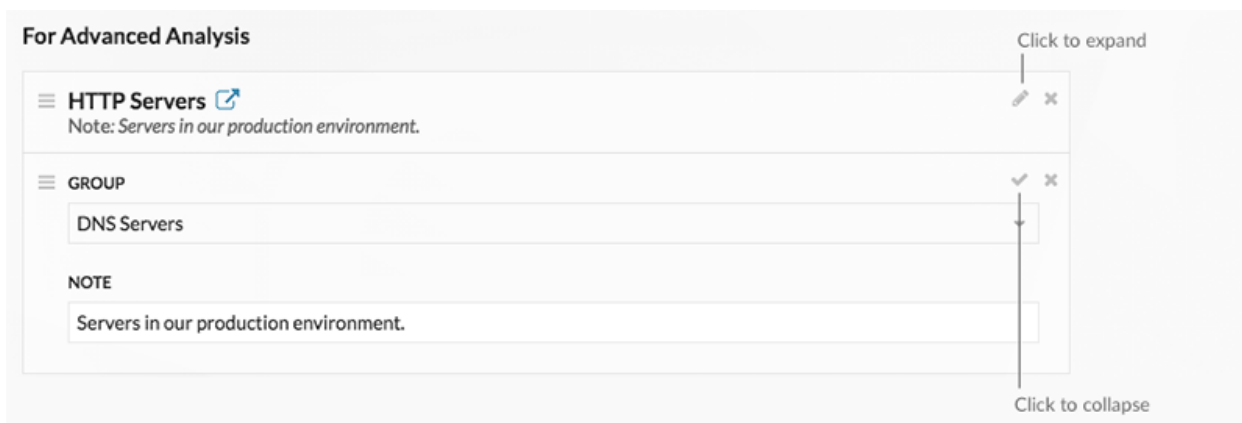 For Advanced Analysis
Click to expand
HTTP Servers
Note: Servers in our production environment.
GROUP
DNS Servers
NOTE
Servers in our production environment.
Click to collapse